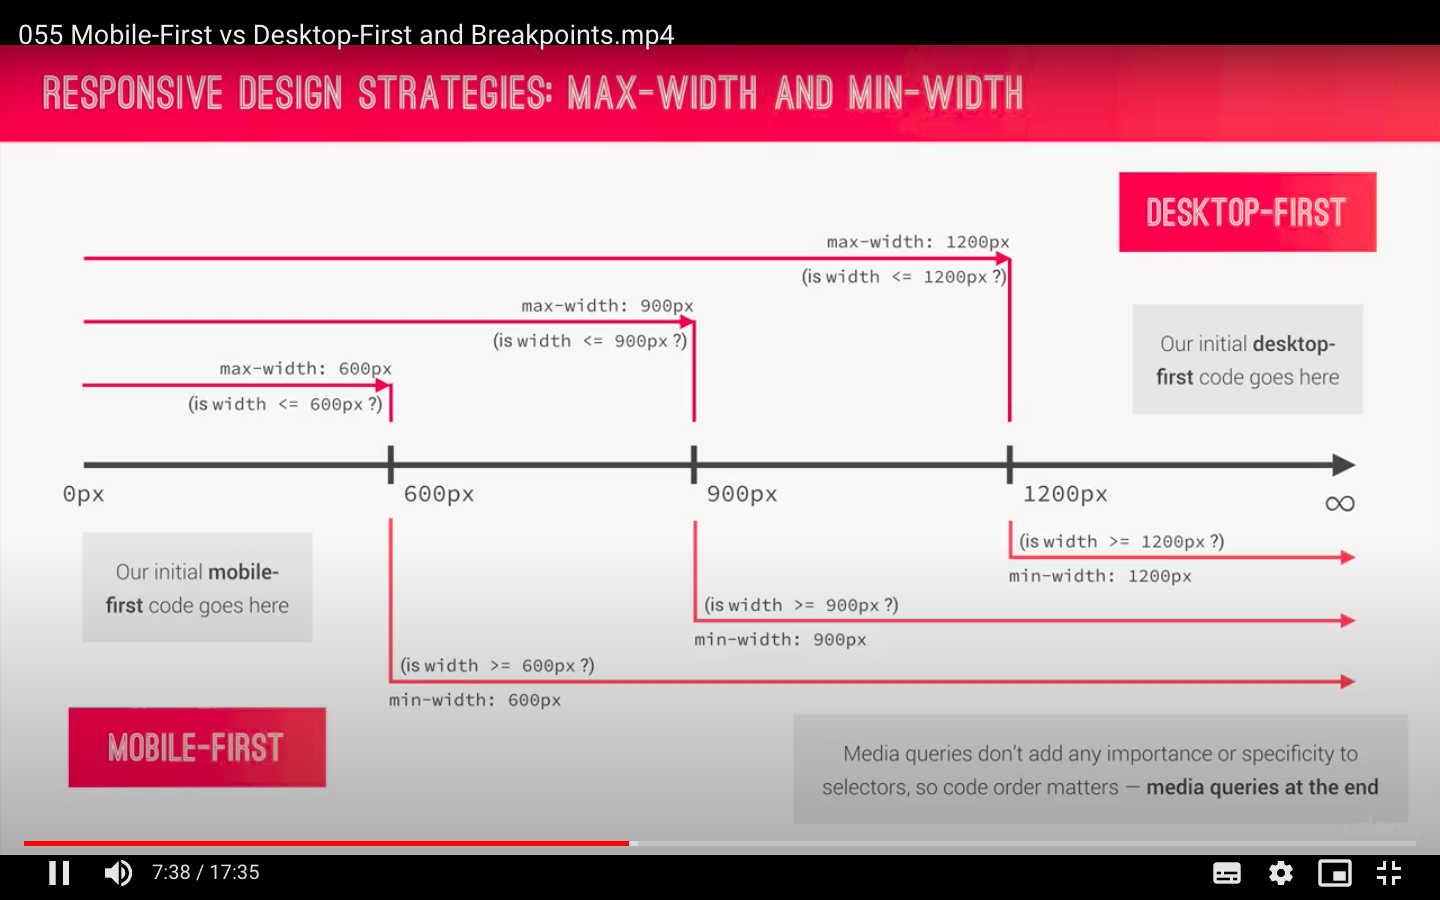 055 Mobile-First vs Desktop-First and Breakpoints.mp4
RESPONSIVE DESIGN STRATEGIES: MAX-WIDTH AND MIN-WIDTH
DESKTOP-FIRST
max-width: 1200px
(is width <= 1200px ?)
max-width: 900px
(is width <= 900px ?)
max-width: 600px
(is width <= 600px ?)
Our initial desktop-
first code goes here
0px
600px
900px
1200px
∞
Our initial mobile-
first code goes here
(is width >= 1200px ?)
min-width: 1200px
(is width >= 900px ?)
min-width: 900px
(is width >= 600px ?)
min-width: 600px
MOBILE-FIRST
Media queries don't add any importance or specificity to
selectors, so code order matters — media queries at the end
7:38 / 17:35